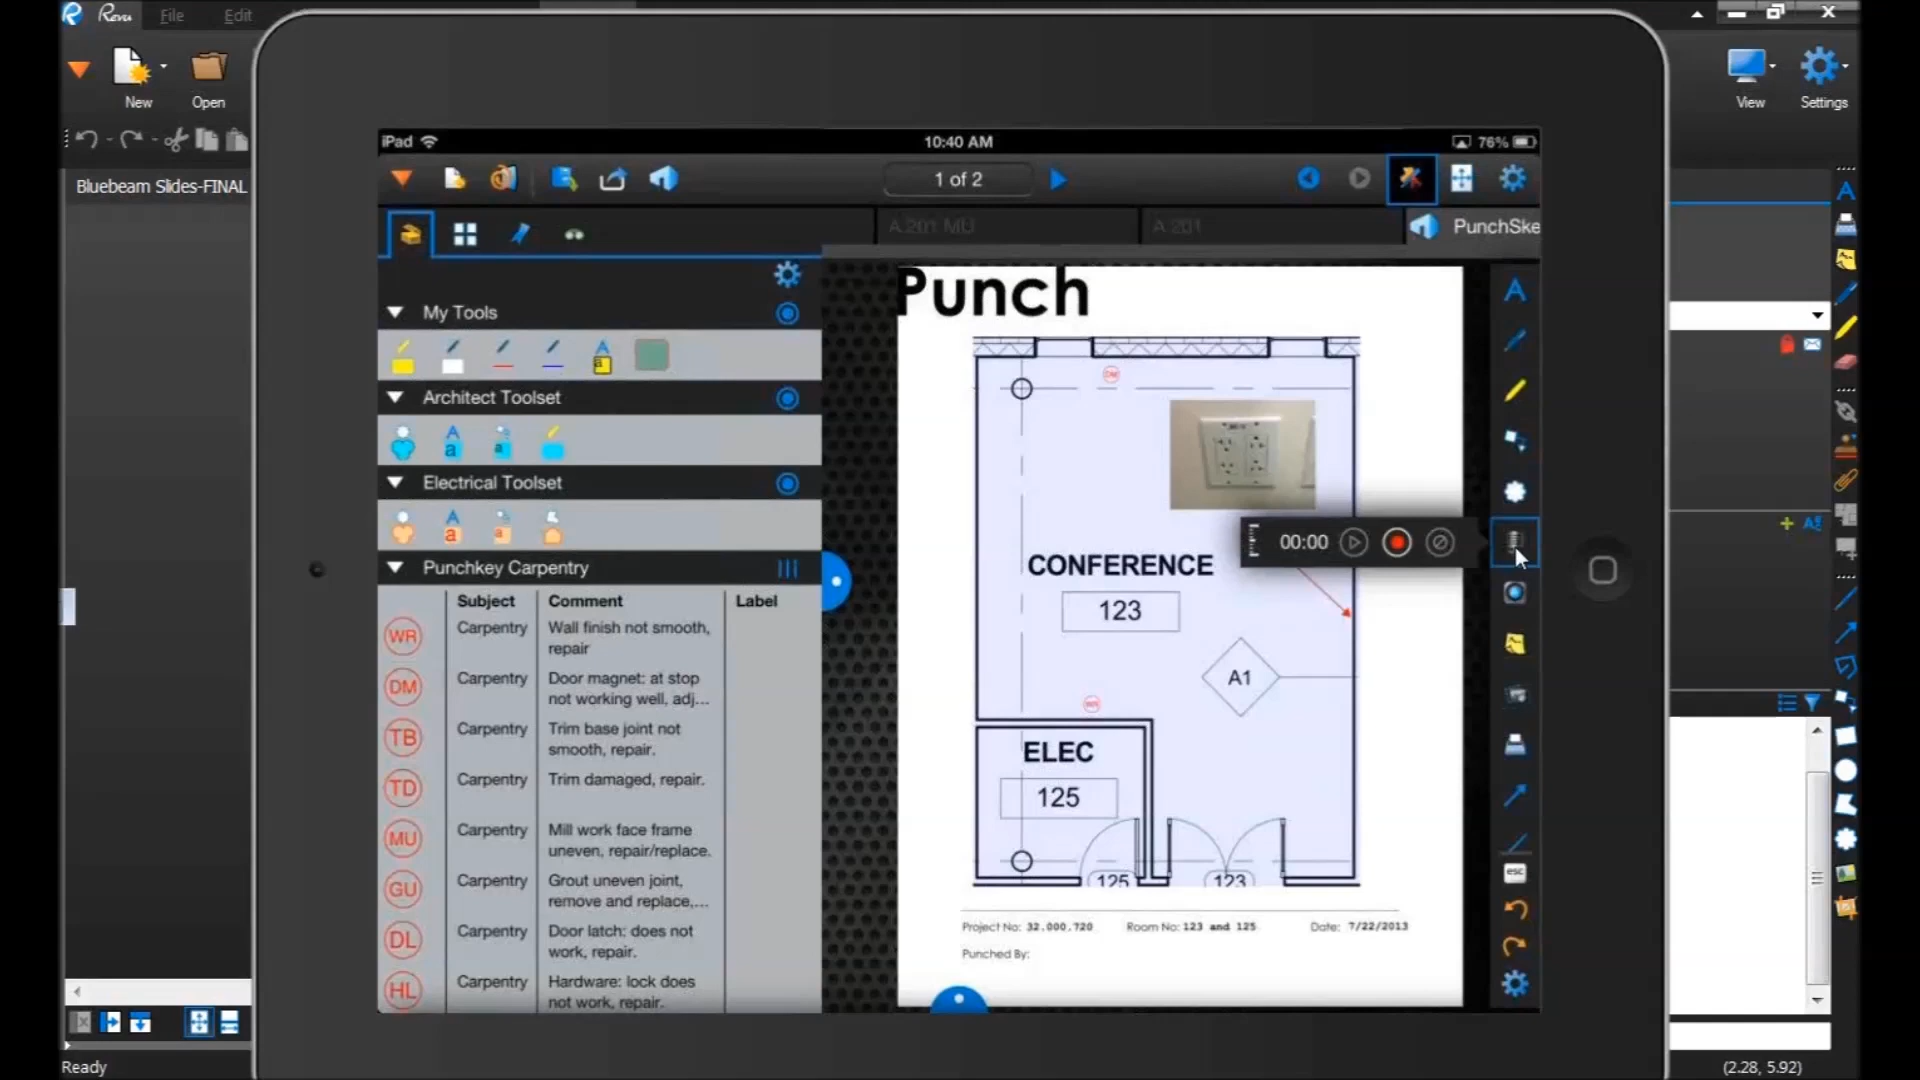 Revu File Edit
New Open View Settings
Bluebeam Slides-FINAL
iPad 10:40 AM 76%
1 of 2
A 201 MU A 201 PunchSke
My Tools
Architect Toolset
Electrical Toolset
Punchkey Carpentry
Subject Comment Label
WR Carpentry Wall finish not smooth,
repair
DM Carpentry Door magnet: at stop
not working well, adj...
TB Carpentry Trim base joint not
smooth, repair.
TD Carpentry Trim damaged, repair.
MU Carpentry Mill work face frame
uneven, repair/replace.
GU Carpentry Grout uneven joint,
remove and replace,...
DL Carpentry Door latch: does not
work, repair.
HL Carpentry Hardware: lock does
not work, repair.
Punch
DM
00:00
CONFERENCE
123
A1
WR
ELEC
125
125 123
Project No: 32.000.720 Room No: 123 and 125 Date: 7/22/2013
Punched By:
esc
Ready (2.28, 5.92)